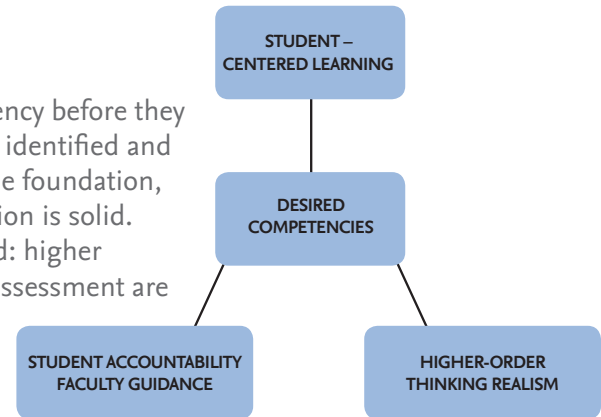 STUDENT –
CENTERED LEARNING
ency before they
identified and
e foundation,
ion is solid.
d: higher
assessment are
DESIRED
COMPETENCIES
STUDENT ACCOUNTABILITY
FACULTY GUIDANCE
HIGHER-ORDER
THINKING REALISM